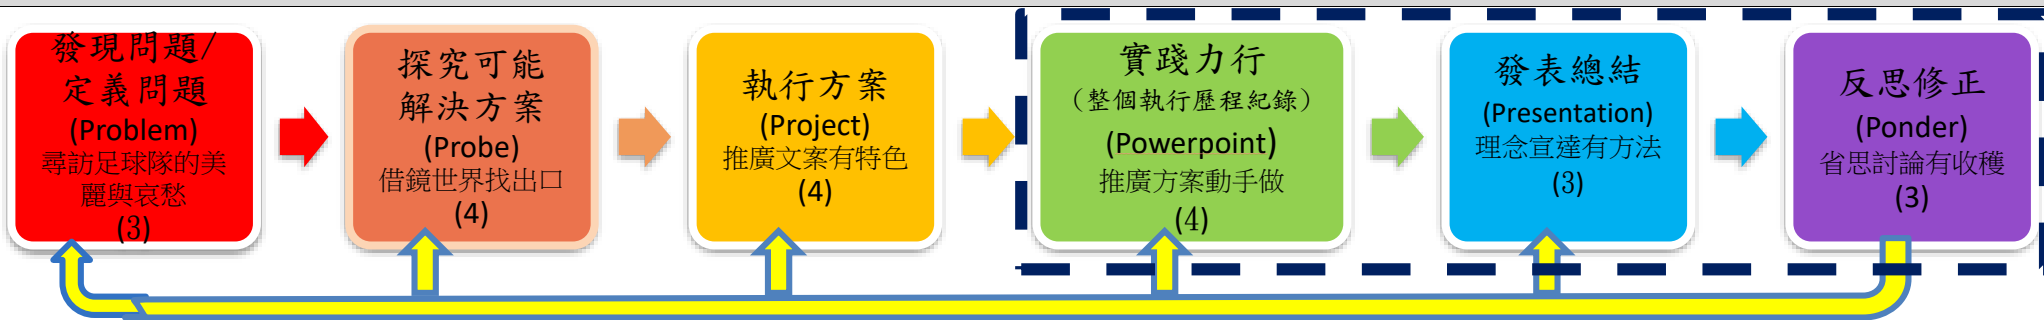 發現問題/
定義問題
(Problem)
尋訪足球隊的美
麗與哀愁
(3)
探究可能
解決方案
(Probe)
借鏡世界找出口
(4)
執行方案
(Project)
推廣文案有特色
(4)
實踐力行
(整個執行歷程紀錄)
(Powerpoint)
推廣方案動手做
(4)
發表總結
(Presentation)
理念宣達有方法
(3)
反思修正
(Ponder)
省思討論有收穫
(3)